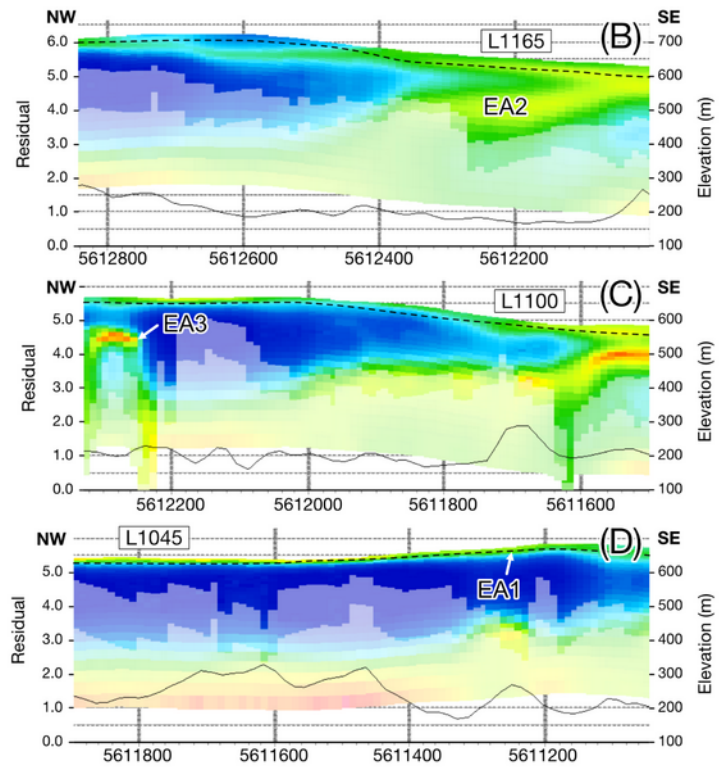 NW SE
L1165 (B)
6.0 700
5.0 600
EA2
4.0 500
3.0 400
2.0 300
1.0 200
0.0 100
Residual
Elevation (m)
5612800 5612600 5612400 5612200
NW SE
L1100 (C)
5.0 600
EA3
4.0 500
3.0 400
2.0 300
1.0 200
0.0 100
Residual
Elevation (m)
5612200 5612000 5611800 5611600
L1045
NW SE
(D)
5.0 600
EA1
4.0 500
3.0 400
2.0 300
1.0 200
0.0 100
Residual
Elevation (m)
5611800 5611600 5611400 5611200